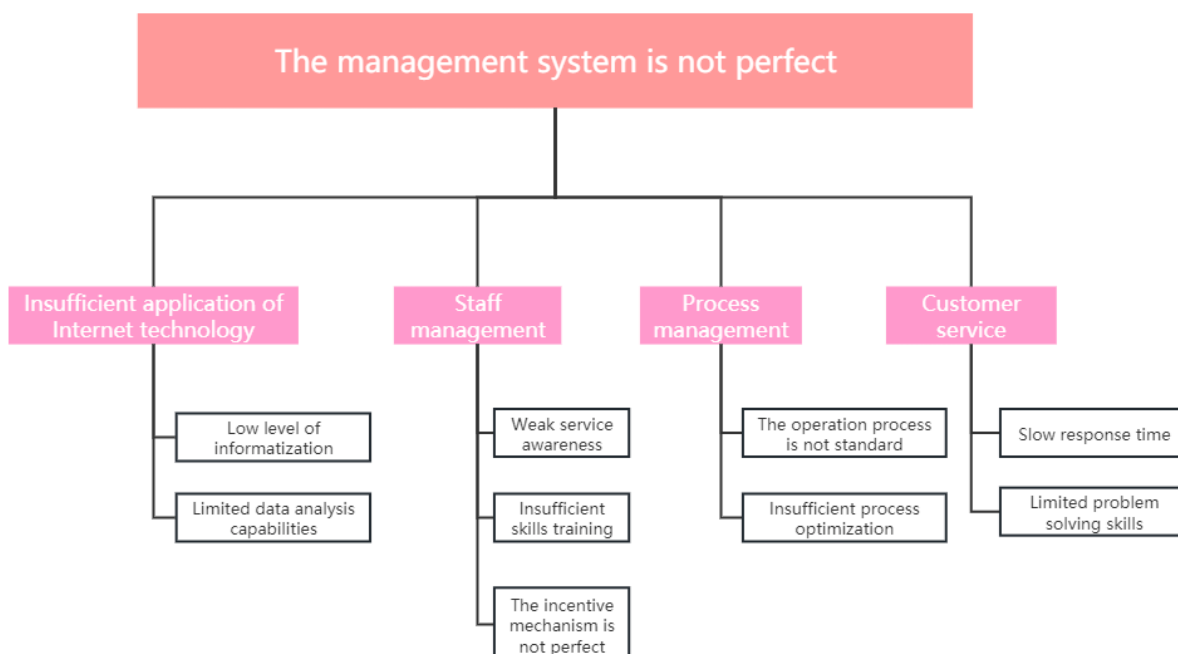 The management system is not perfect
Insufficient application of
Internet technology
Staff
management
Process
management
Customer
service
Low level of
informatization
Limited data analysis
capabilities
Weak service
awareness
Insufficient
skills training
The incentive
mechanism is
not perfect
The operation process
is not standard
Insufficient process
optimization
Slow response time
Limited problem
solving skills